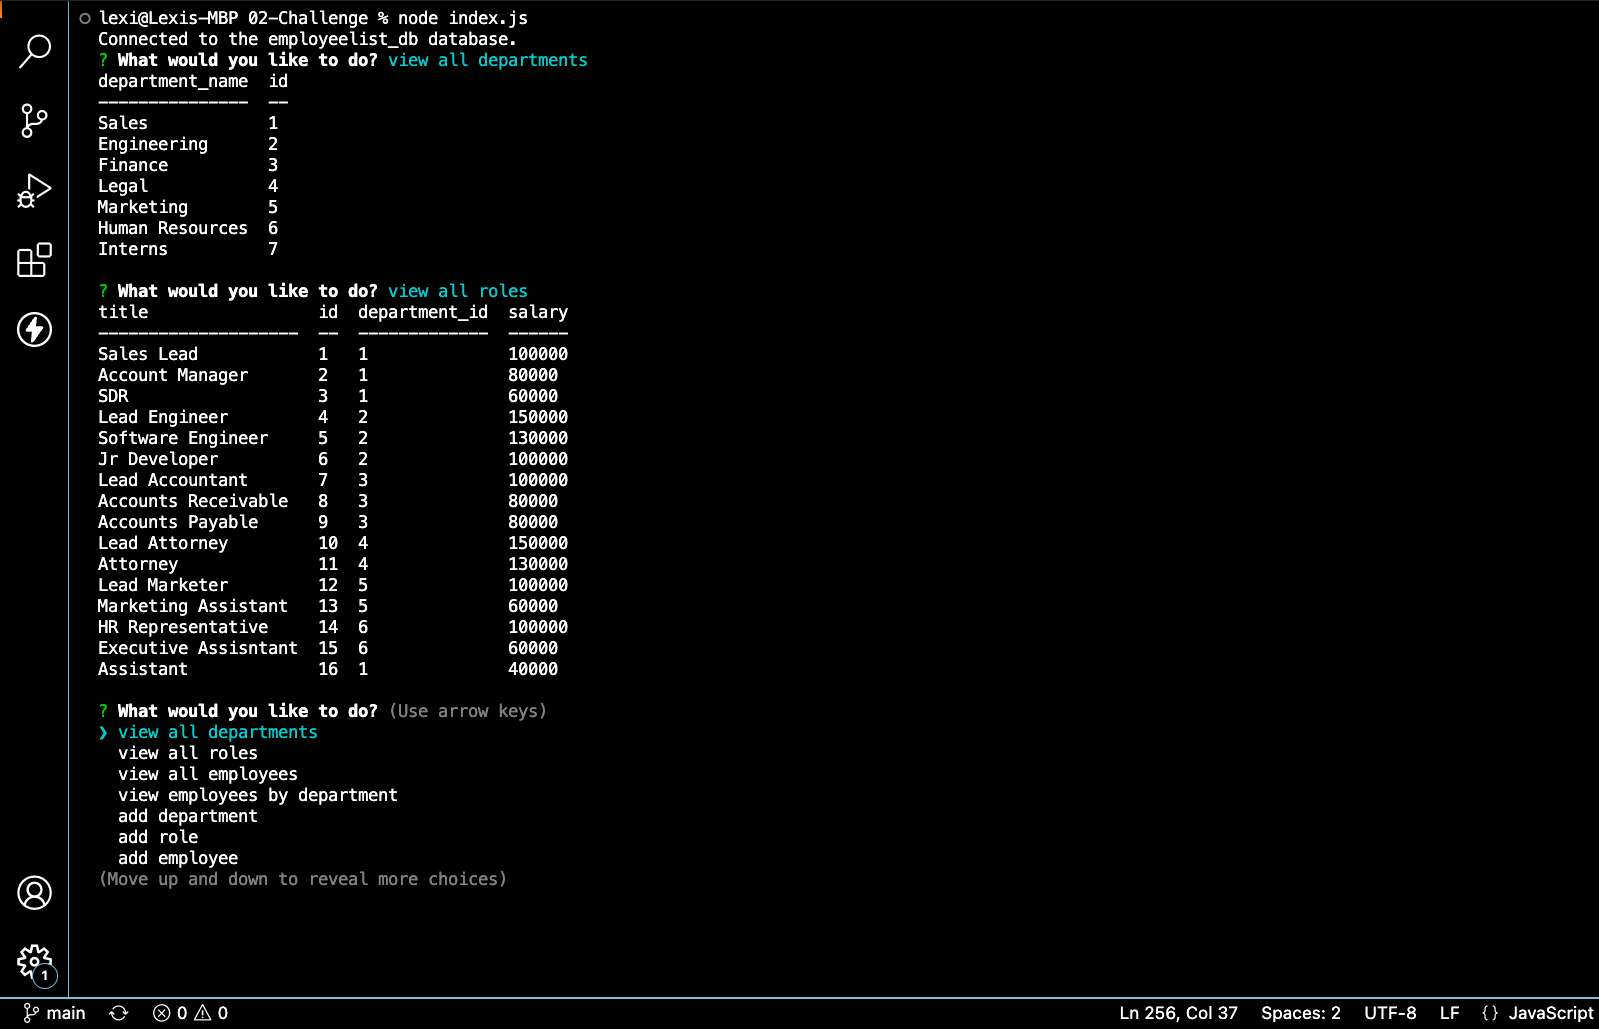 lexi@Lexis-MBP 02-Challenge % node index.js
Connected to the employeelist_db database.
? What would you like to do? view all departments
department_name  id
---------------  --
Sales            1
Engineering      2
Finance          3
Legal            4
Marketing        5
Human Resources  6
Interns          7
? What would you like to do? view all roles
title                 id  department_id  salary
--------------------  --  -------------  ------
Sales Lead            1   1              100000
Account Manager       2   1              80000
SDR                   3   1              60000
Lead Engineer         4   2              150000
Software Engineer     5   2              130000
Jr Developer          6   2              100000
Lead Accountant       7   3              100000
Accounts Receivable   8   3              80000
Accounts Payable      9   3              80000
Lead Attorney         10  4              150000
Attorney              11  4              130000
Lead Marketer         12  5              100000
Marketing Assistant   13  5              60000
HR Representative     14  6              100000
Executive Assisntant  15  6              60000
Assistant             16  1              40000
? What would you like to do? (Use arrow keys)
❯ view all departments
view all roles
view all employees
view employees by department
add department
add role
add employee
(Move up and down to reveal more choices)
1
main 0 0 Ln 256, Col 37 Spaces: 2 UTF-8 LF {} JavaScript